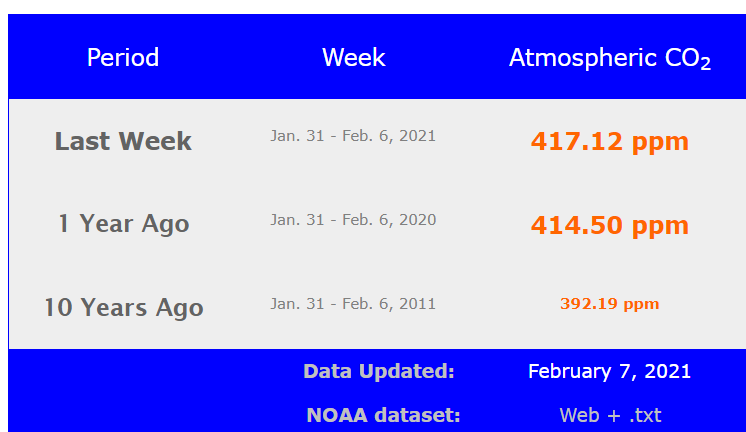 Period Week Atmospheric CO₂
Last Week Jan. 31 - Feb. 6, 2021 417.12 ppm
1 Year Ago Jan. 31 - Feb. 6, 2020 414.50 ppm
10 Years Ago Jan. 31 - Feb. 6, 2011 392.19 ppm
Data Updated: February 7, 2021
NOAA dataset: Web + .txt